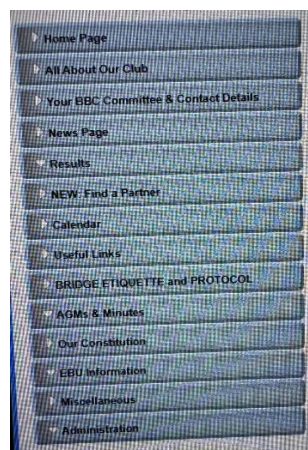 Home Page
All About Our Club
Your BBC Committee & Contact Details
News Page
Results
NEW: Find a Partner
Calendar
Useful Links
BRIDGE ETIQUETTE and PROTOCOL
AGMs & Minutes
Our Constitution
EBU Information
Miscellaneous
Administration